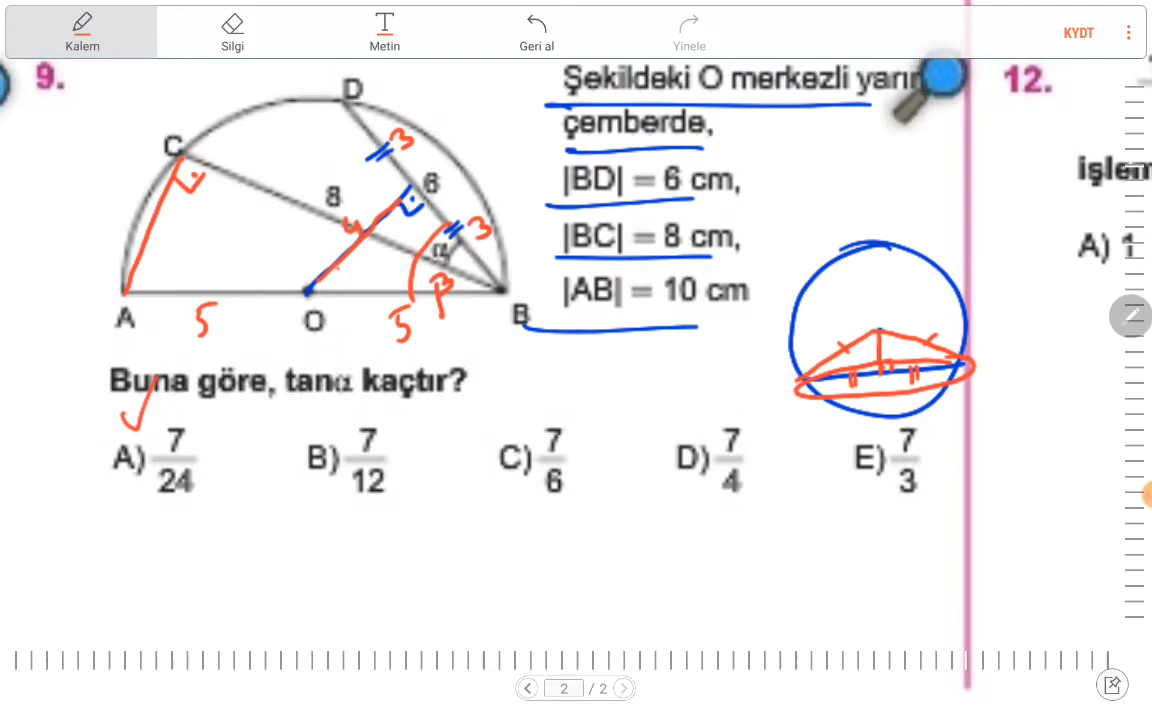 Kalem
Silgi
Metin
Geri al
Yinele
KYDT
9.
D
C
3
6
8
4
3
α
β
A
5
O
5
B
Şekildeki O merkezli yarım
çemberde,
|BD| = 6 cm,
|BC| = 8 cm,
|AB| = 10 cm
Buna göre, tanα kaçtır?
A) 7/24
B) 7/12
C) 7/6
D) 7/4
E) 7/3
12.
işlem
A) 1
2 / 2